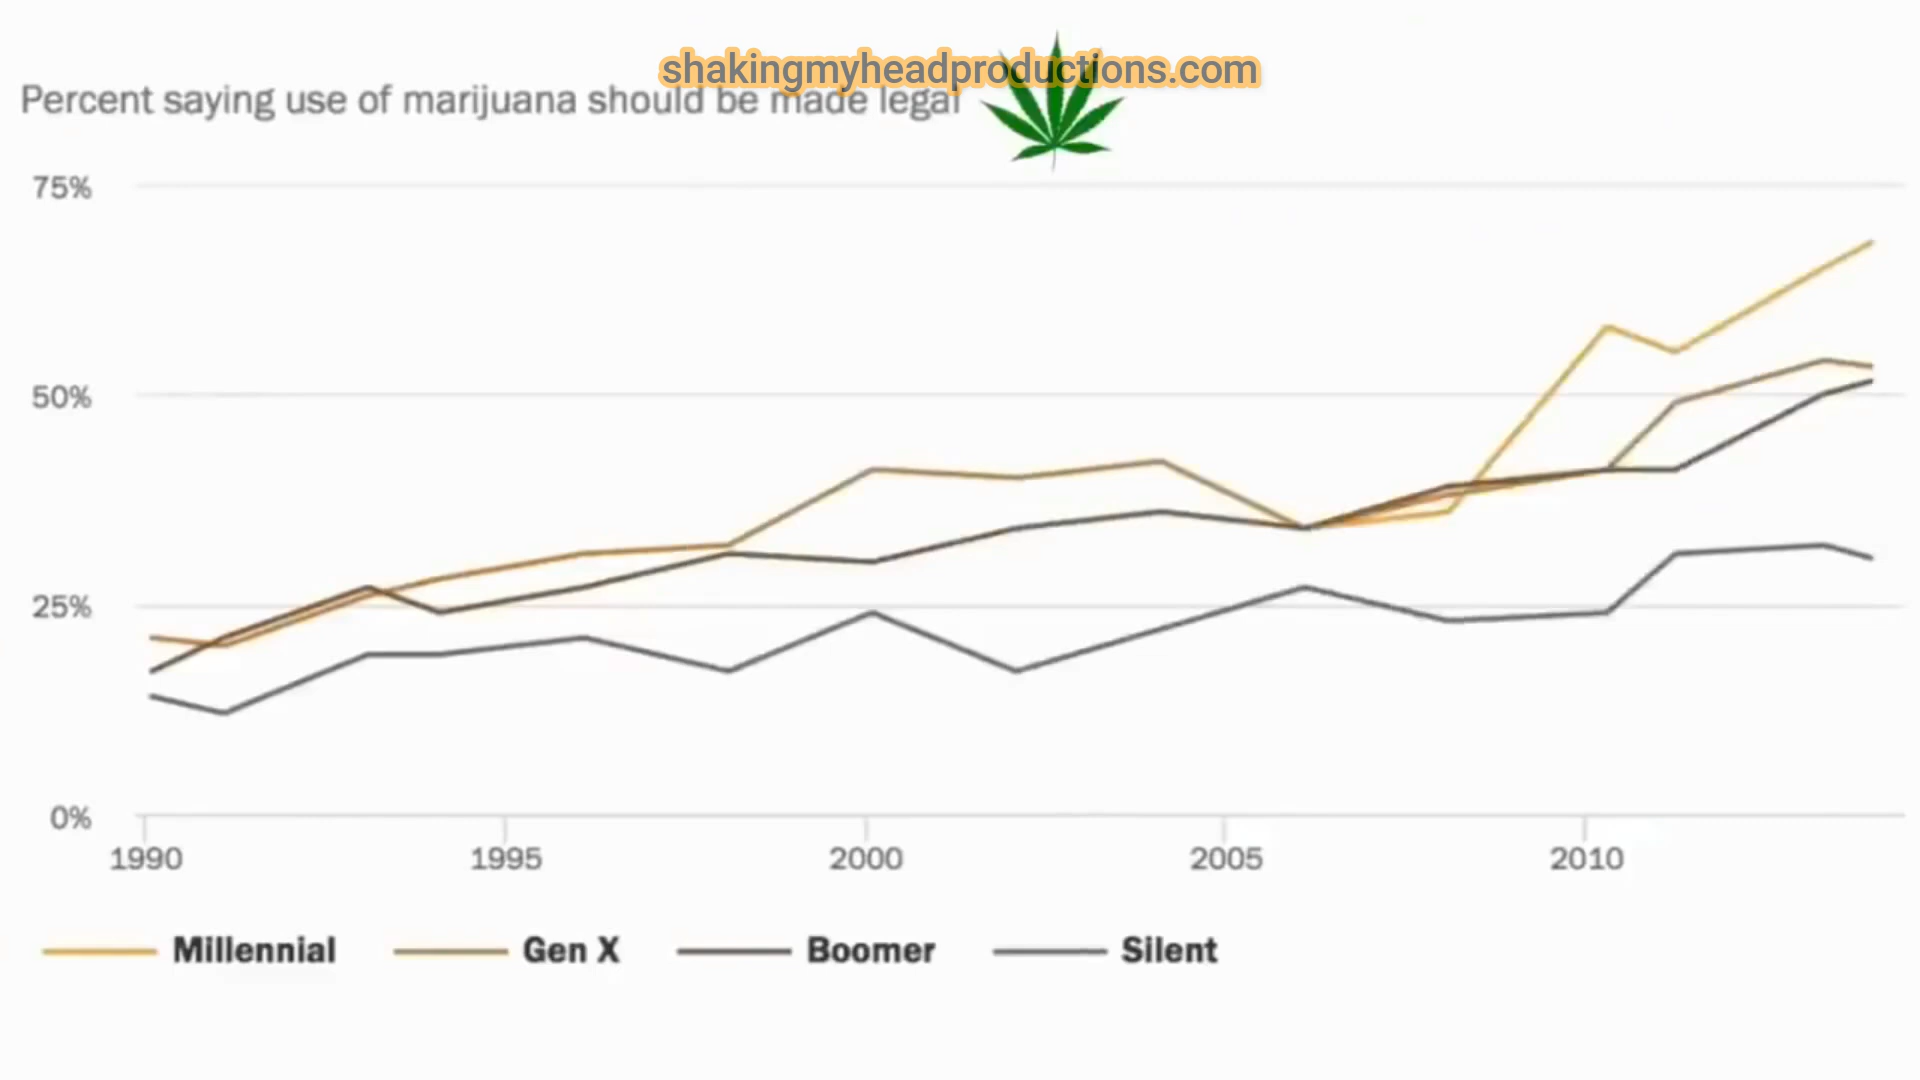 shakingmyheadproductions.com
Percent saying use of marijuana should be made legal
75%
50%
25%
0%
1990 1995 2000 2005 2010
Millennial Gen X Boomer Silent